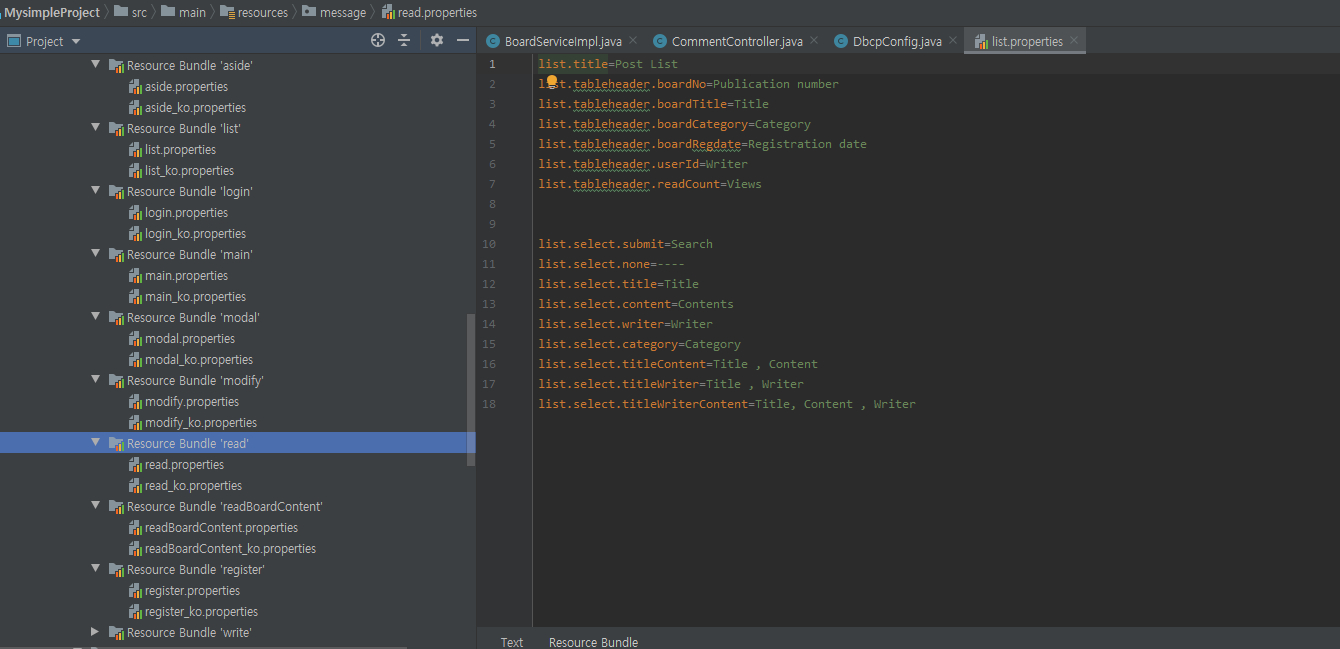 MysimpleProject src main resources message read.properties
Project
BoardServiceImpl.java CommentController.java DbcpConfig.java list.properties
Resource Bundle 'aside'
aside.properties
aside_ko.properties
Resource Bundle 'list'
list.properties
list_ko.properties
Resource Bundle 'login'
login.properties
login_ko.properties
Resource Bundle 'main'
main.properties
main_ko.properties
Resource Bundle 'modal'
modal.properties
modal_ko.properties
Resource Bundle 'modify'
modify.properties
modify_ko.properties
Resource Bundle 'read'
read.properties
read_ko.properties
Resource Bundle 'readBoardContent'
readBoardContent.properties
readBoardContent_ko.properties
Resource Bundle 'register'
register.properties
register_ko.properties
Resource Bundle 'write'
1 list.title=Post List
2 list.tableheader.boardNo=Publication number
3 list.tableheader.boardTitle=Title
4 list.tableheader.boardCategory=Category
5 list.tableheader.boardRegdate=Registration date
6 list.tableheader.userId=Writer
7 list.tableheader.readCount=Views
8
9
10 list.select.submit=Search
11 list.select.none=----
12 list.select.title=Title
13 list.select.content=Contents
14 list.select.writer=Writer
15 list.select.category=Category
16 list.select.titleContent=Title , Content
17 list.select.titleWriter=Title , Writer
18 list.select.titleWriterContent=Title, Content , Writer
Text Resource Bundle